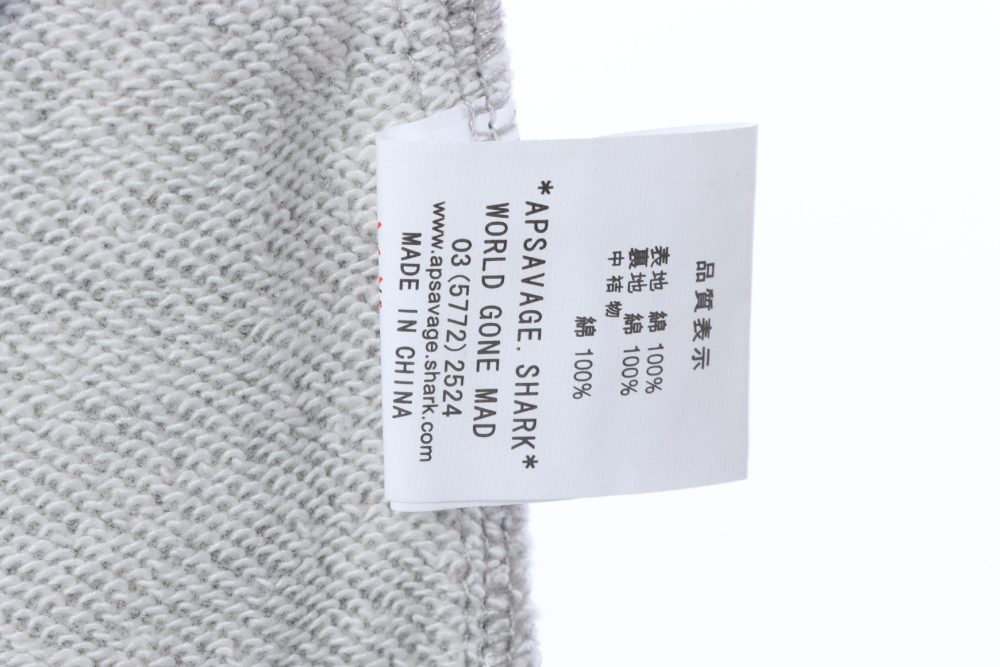 品質表示
表地 綿 100%
裏地 綿 100%
中裆物
綿 100%
*APSAVAGE. SHARK*
WORLD GONE MAD
03(5772)2524
www.apsavage.shark.com
MADE IN CHINA